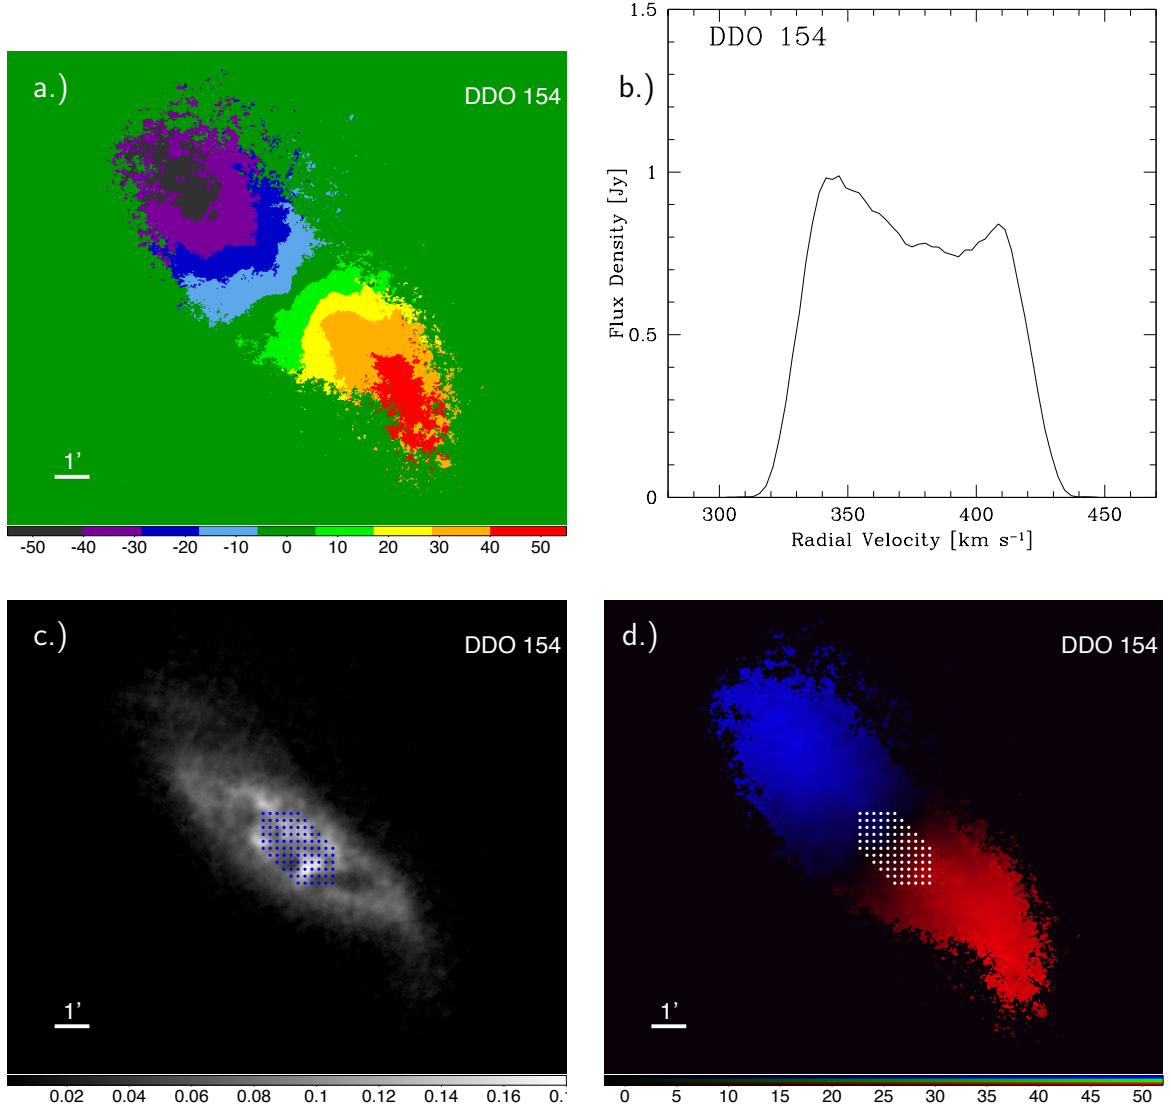 a.)
DDO 154
1'
-50 -40 -30 -20 -10 0 10 20 30 40 50
b.)
DDO 154
1.5
1
0.5
0
Flux Density [Jy]
300 350 400 450
Radial Velocity [km s⁻¹]
c.)
DDO 154
1'
0.02 0.04 0.06 0.08 0.1 0.12 0.14 0.16 0.
d.)
DDO 154
1'
0 5 10 15 20 25 30 35 40 45 50